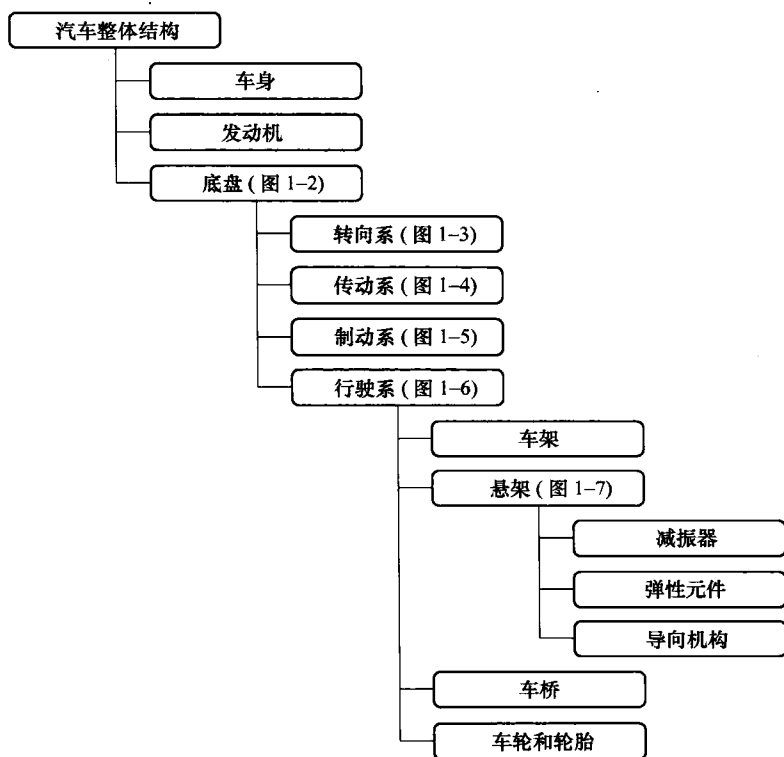 汽车整体结构
车身
发动机
底盘(图 1-2)
转向系(图 1-3)
传动系(图 1-4)
制动系(图 1-5)
行驶系(图 1-6)
车架
悬架(图 1-7)
减振器
弹性元件
导向机构
车桥
车轮和轮胎